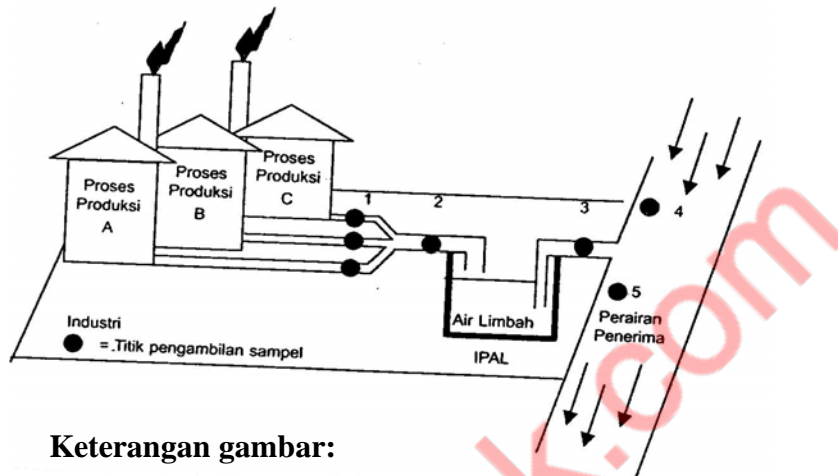 Proses
Produksi
A
Proses
Produksi
B
Proses
Produksi
C
1
2
3
4
5
Air Limbah
IPAL
Perairan
Penerima
Industri
= .Titik pengambilan sampel
Keterangan gambar:
k.com